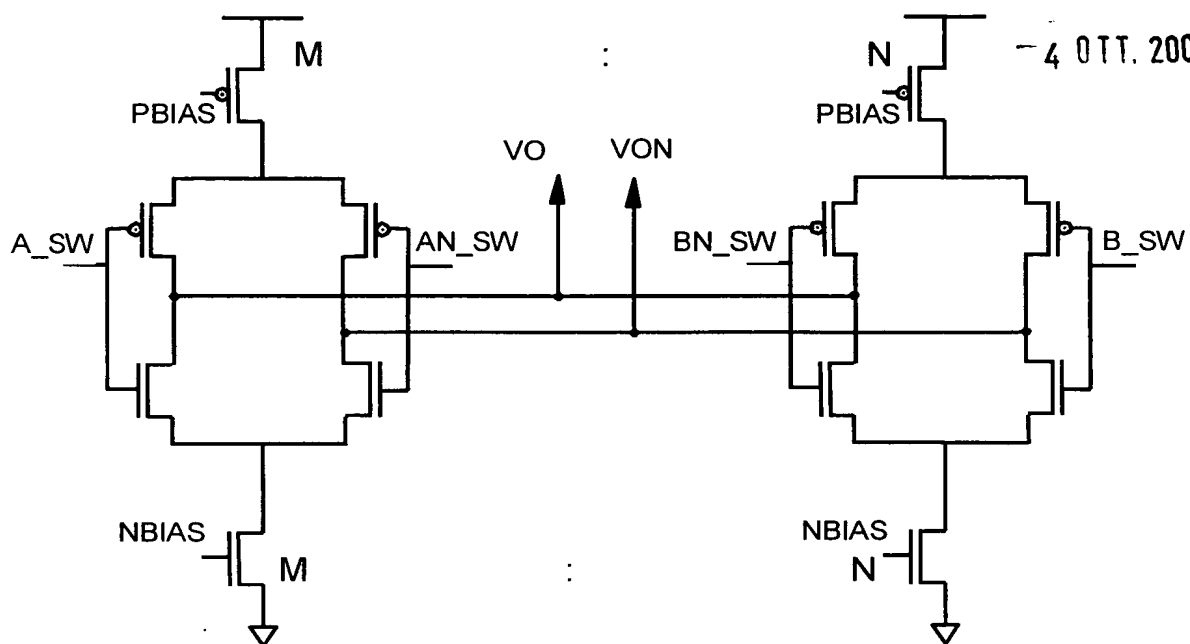 M
N
- 4 OTT. 200
PBIAS
PBIAS
VO
VON
A_SW
AN_SW
BN_SW
B_SW
NBIAS
M
NBIAS
N